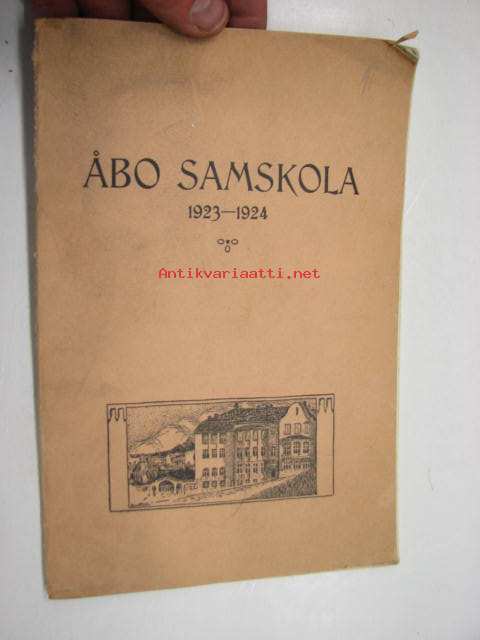 ÅBO SAMSKOLA
1923—1924
Antikvariaatti.net